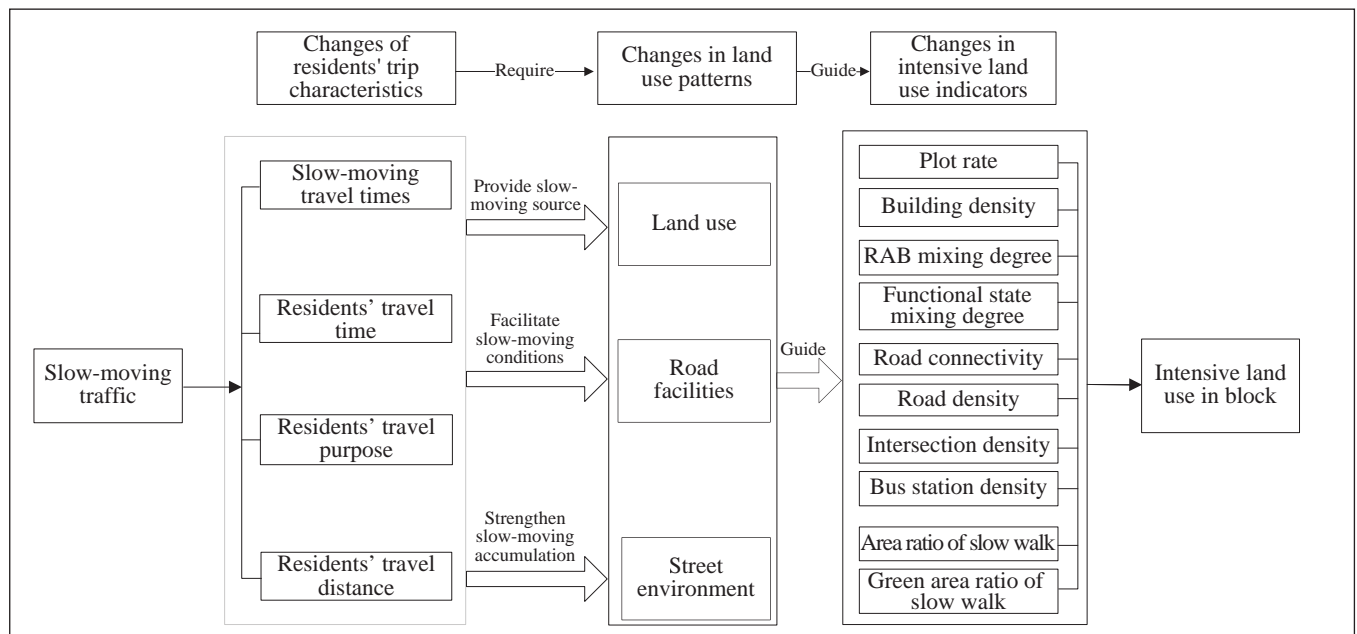 Changes of
residents' trip
characteristics
Require
Changes in land
use patterns
Guide
Changes in
intensive land
use indicators
Slow-moving
traffic
Slow-moving
travel times
Residents’ travel
time
Residents’ travel
purpose
Residents’ travel
distance
Provide slow-
moving source
Facilitate
slow-moving
conditions
Strengthen
slow-moving
accumulation
Land use
Road
facilities
Street
environment
Guide
Plot rate
Building density
RAB mixing degree
Functional state
mixing degree
Road connectivity
Road density
Intersection density
Bus station density
Area ratio of slow walk
Green area ratio of
slow walk
Intensive land
use in block